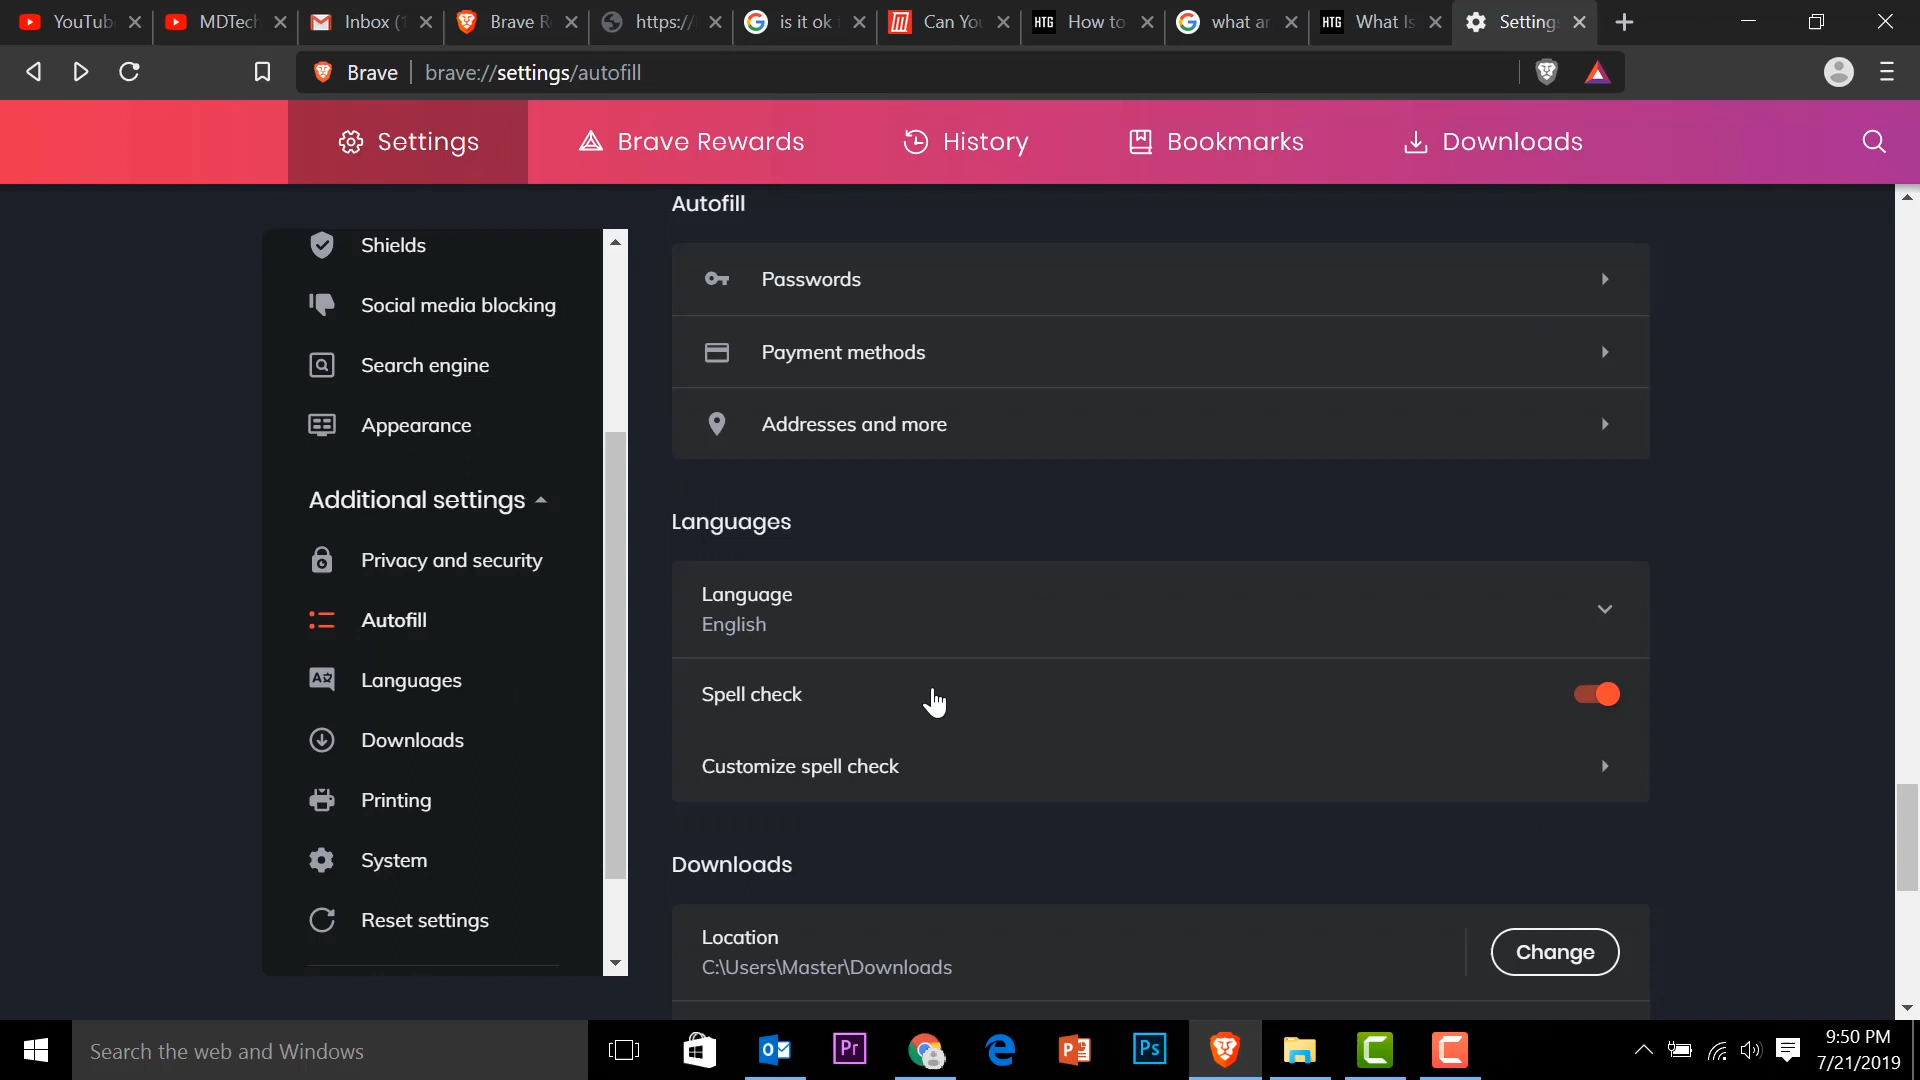 YouTub
MDTech
Inbox (1
Brave R
https://
is it ok
Can You
How to
what ar
What Is
Settings
Brave
brave://settings/autofill
Settings
Brave Rewards
History
Bookmarks
Downloads
Shields
Social media blocking
Search engine
Appearance
Additional settings
Privacy and security
Autofill
Languages
Downloads
Printing
System
Reset settings
Autofill
Passwords
Payment methods
Addresses and more
Languages
Language
English
Spell check
Customize spell check
Downloads
Location
C:\Users\Master\Downloads
Change
Search the web and Windows
9:50 PM
7/21/2019